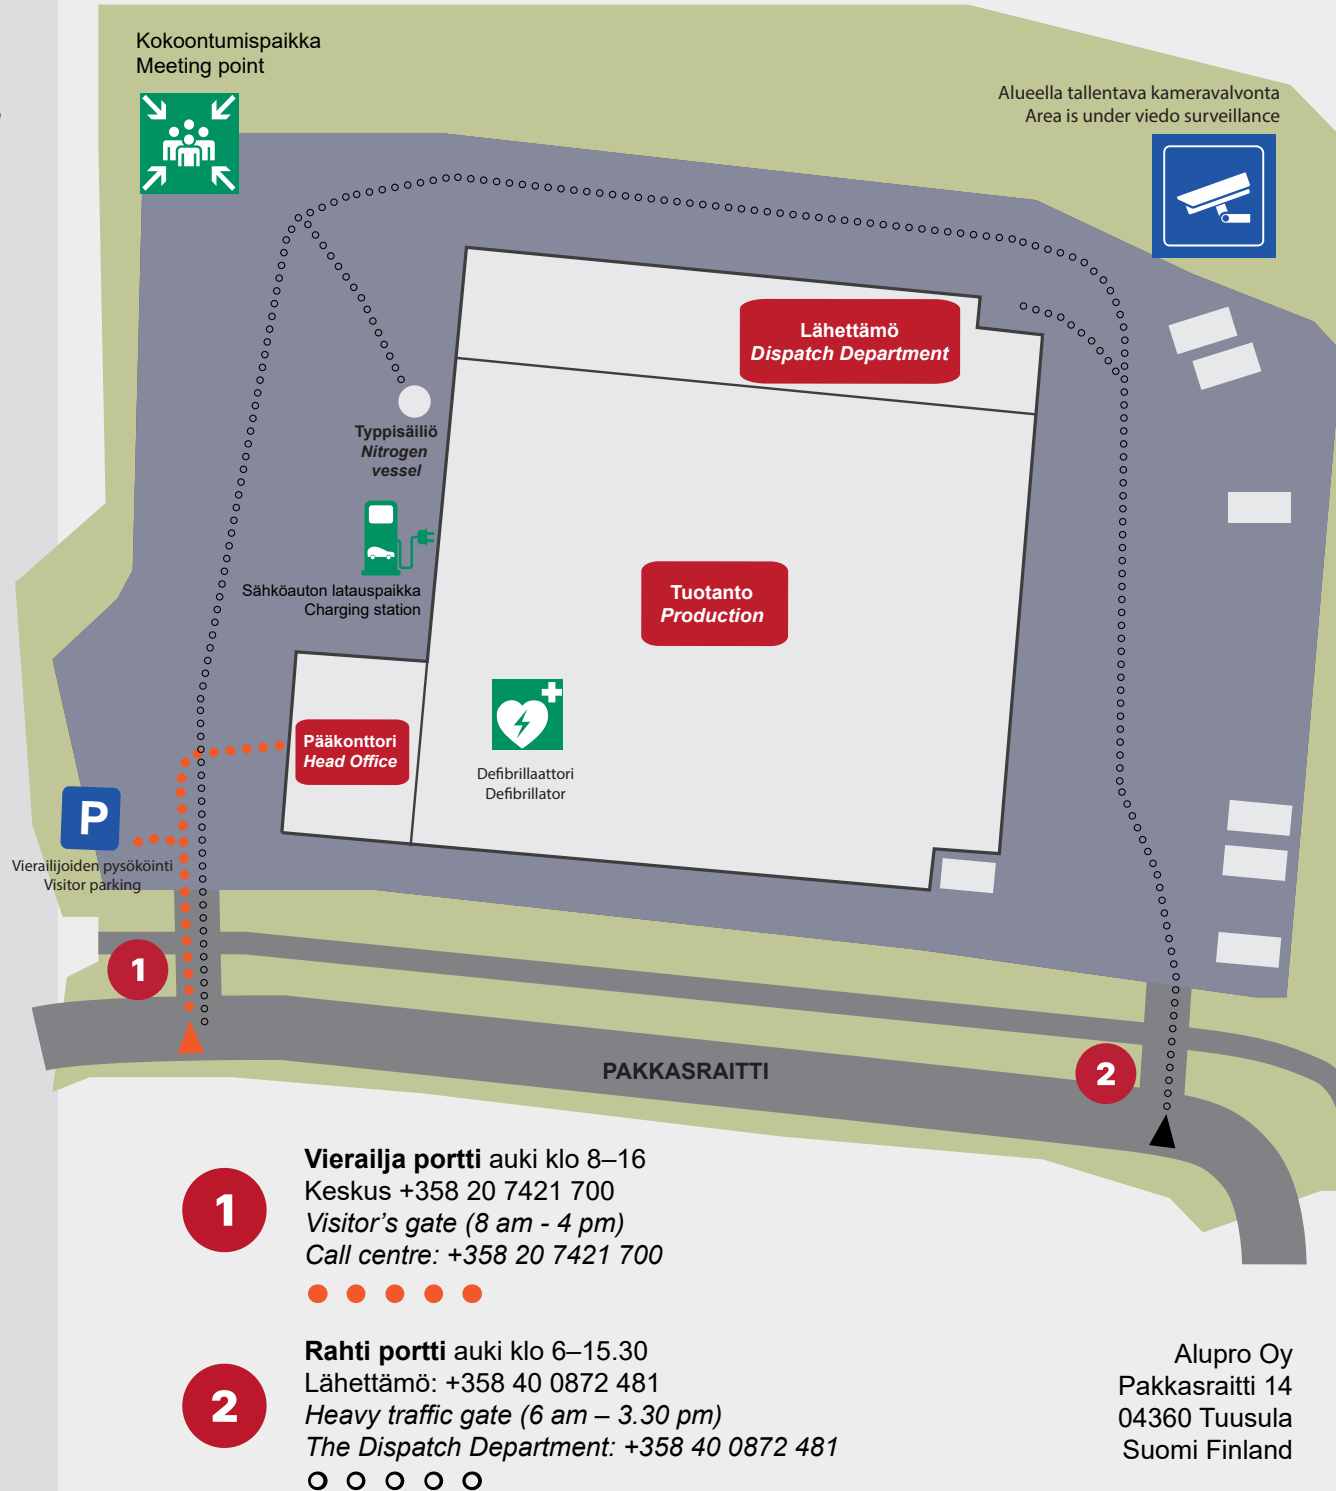 Kokoontumispaikka
Meeting point
Alueella tallentava kameravalvonta
Area is under viedo surveillance
Lähettämö
Dispatch Department
Typpisäiliö
Nitrogen
vessel
Sähköauton latauspaikka
Charging station
Tuotanto
Production
Pääkonttori
Head Office
Defibrillaattori
Defibrillator
P
Vierailijoiden pysököinti
Visitor parking
1
PAKKASRAITTI
2
1
Vierailja portti auki klo 8–16
Keskus +358 20 7421 700
Visitor’s gate (8 am - 4 pm)
Call centre: +358 20 7421 700
2
Rahti portti auki klo 6–15.30
Lähettämö: +358 40 0872 481
Heavy traffic gate (6 am – 3.30 pm)
The Dispatch Department: +358 40 0872 481
Alupro Oy
Pakkasraitti 14
04360 Tuusula
Suomi Finland